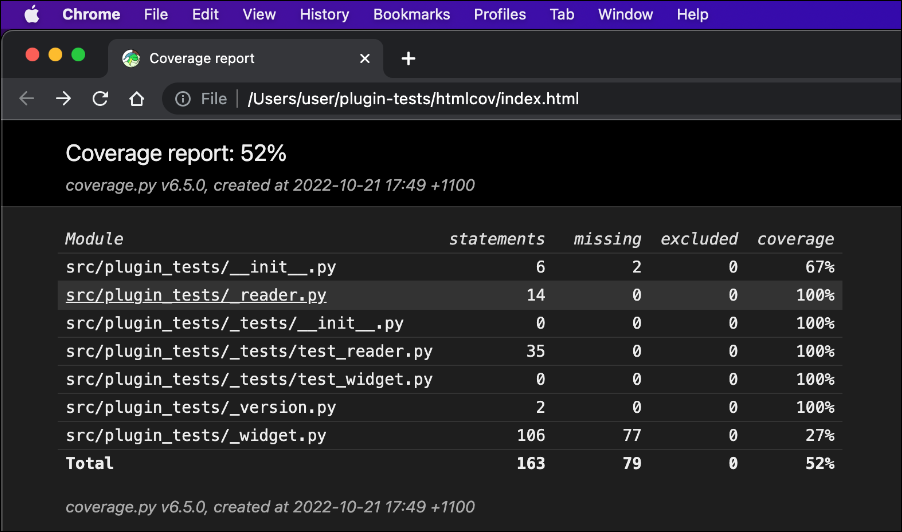 Chrome File Edit View History Bookmarks Profiles Tab Window Help
Coverage report
File /Users/user/plugin-tests/htmlcov/index.html
Coverage report: 52%
coverage.py v6.5.0, created at 2022-10-21 17:49 +1100
Module statements missing excluded coverage
src/plugin_tests/__init__.py 6 2 0 67%
src/plugin_tests/_reader.py 14 0 0 100%
src/plugin_tests/_tests/__init__.py 0 0 0 100%
src/plugin_tests/_tests/test_reader.py 35 0 0 100%
src/plugin_tests/_tests/test_widget.py 0 0 0 100%
src/plugin_tests/_version.py 2 0 0 100%
src/plugin_tests/_widget.py 106 77 0 27%
Total 163 79 0 52%
coverage.py v6.5.0, created at 2022-10-21 17:49 +1100